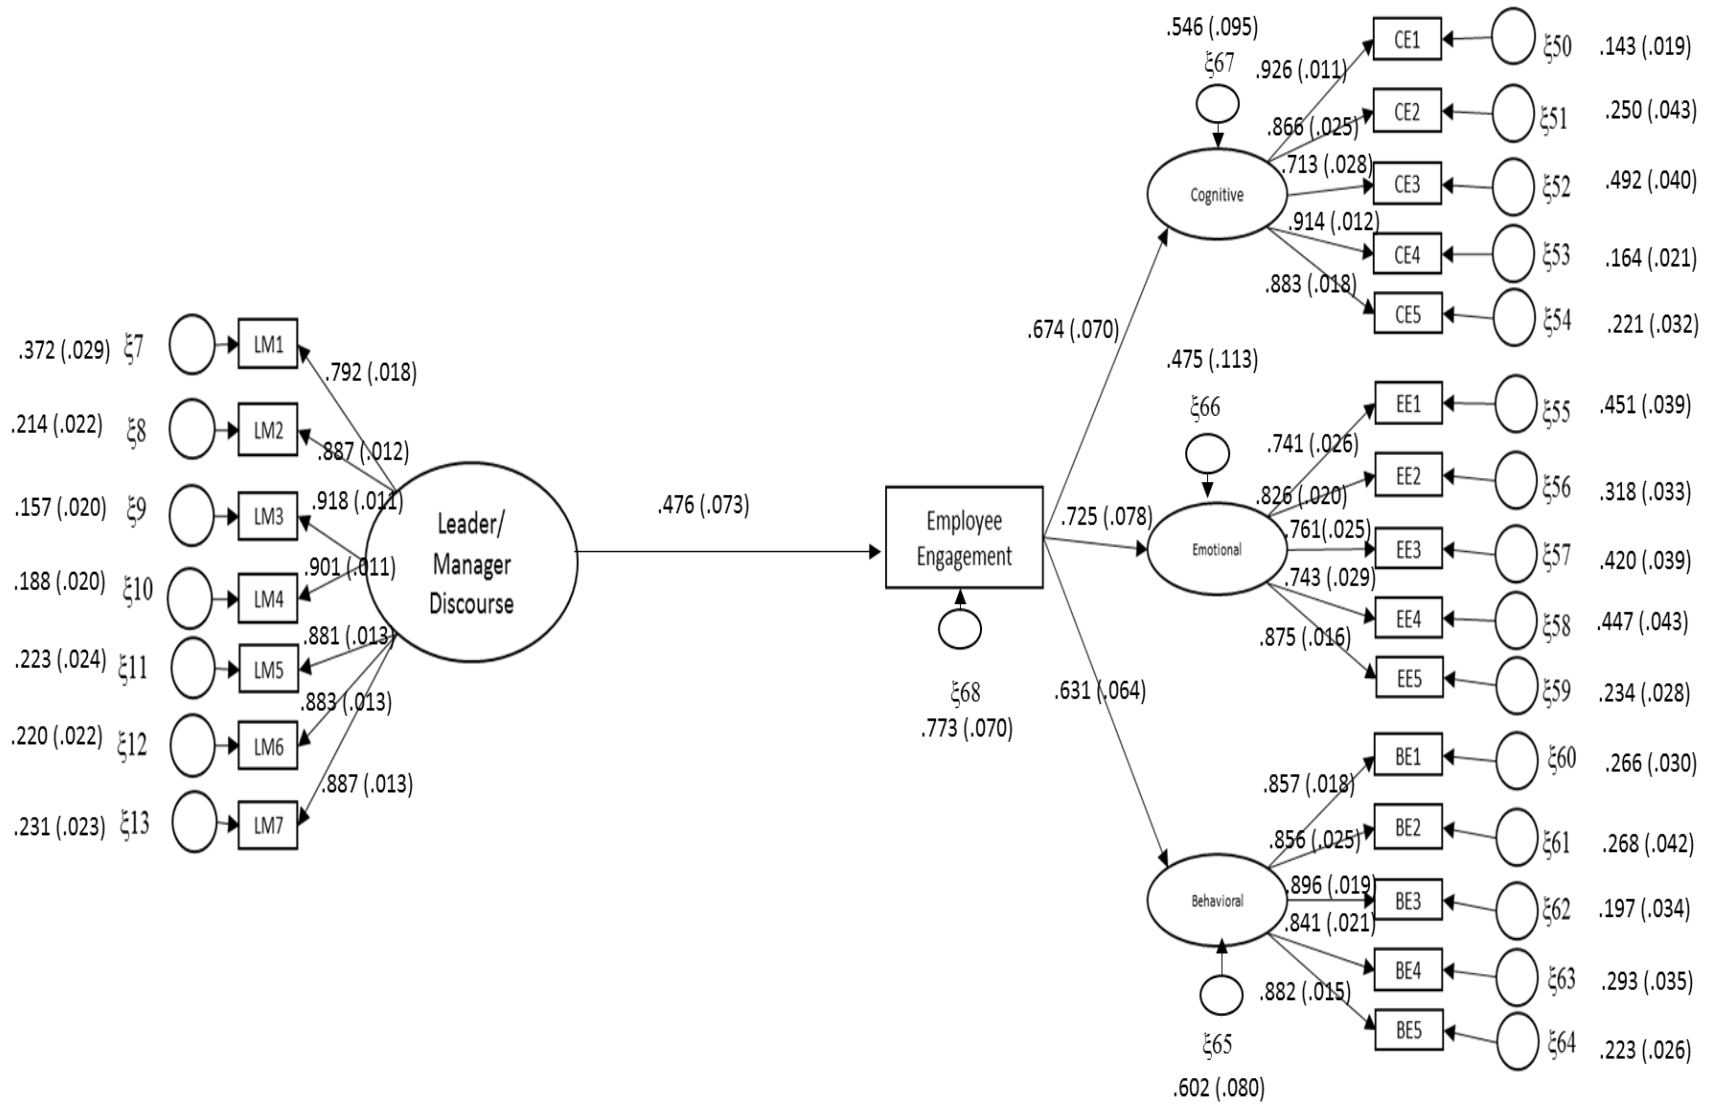 .546 (.095)
ξ67
.926 (.011)
CE1
ξ50
.143 (.019)
.866 (.025)
CE2
ξ51
.250 (.043)
.713 (.028)
CE3
ξ52
.492 (.040)
Cognitive
.914 (.012)
CE4
ξ53
.164 (.021)
.883 (.018)
CE5
ξ54
.221 (.032)
.674 (.070)
.372 (.029)
ξ7
LM1
.792 (.018)
.214 (.022)
ξ8
LM2
.887 (.012)
.157 (.020)
ξ9
LM3
.918 (.011)
.188 (.020)
ξ10
LM4
.901 (.011)
.223 (.024)
ξ11
LM5
.881 (.013)
.220 (.022)
ξ12
LM6
.883 (.013)
.231 (.023)
ξ13
LM7
.887 (.013)
Leader/
Manager
Discourse
.476 (.073)
Employee
Engagement
ξ68
.773 (.070)
.475 (.113)
ξ66
.725 (.078)
Emotional
.741 (.026)
EE1
ξ55
.451 (.039)
.826 (.020)
EE2
ξ56
.318 (.033)
.761(.025)
EE3
ξ57
.420 (.039)
.743 (.029)
EE4
ξ58
.447 (.043)
.875 (.016)
EE5
ξ59
.234 (.028)
.631 (.064)
Behavioral
.857 (.018)
BE1
ξ60
.266 (.030)
.856 (.025)
BE2
ξ61
.268 (.042)
.896 (.019)
BE3
ξ62
.197 (.034)
.841 (.021)
BE4
ξ63
.293 (.035)
.882 (.015)
BE5
ξ64
.223 (.026)
ξ65
.602 (.080)